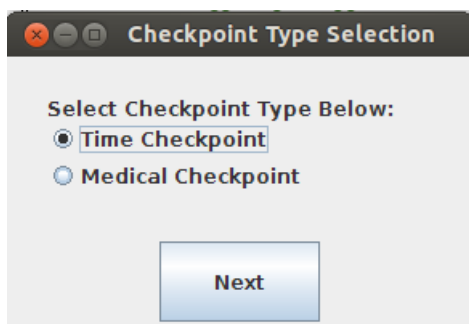 Checkpoint Type Selection
Select Checkpoint Type Below:
Time Checkpoint
Medical Checkpoint
Next